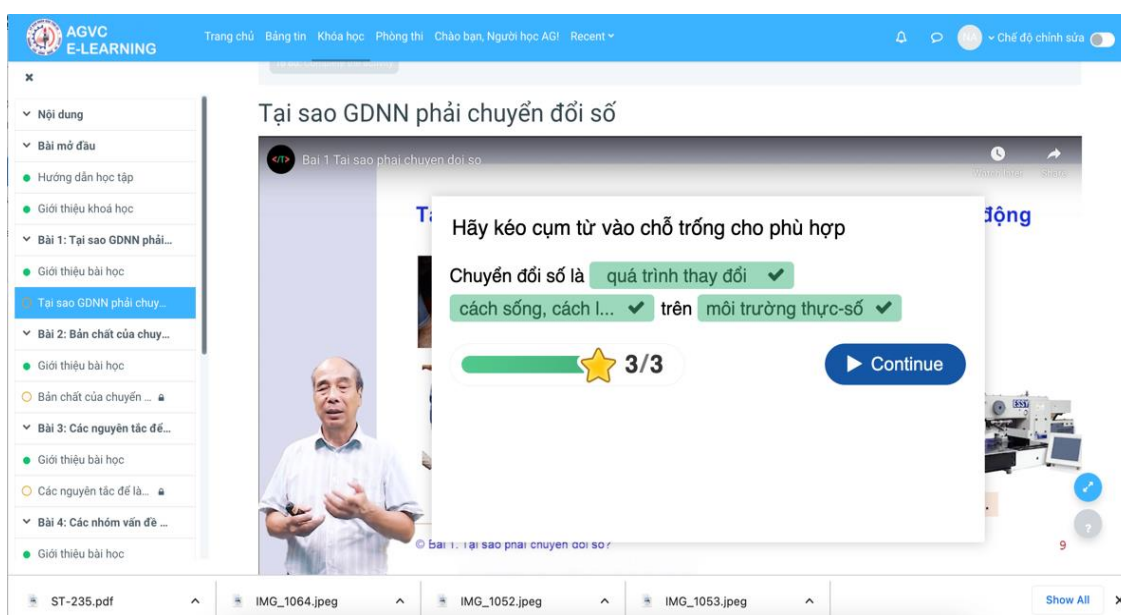 AGVC
E-LEARNING
Trang chủ Bảng tin Khóa học Phòng thi Chào bạn, Người học AG! Recent
NA Chế độ chỉnh sửa
Nội dung
Bài mở đầu
Hướng dẫn học tập
Giới thiệu khoá học
Bài 1: Tại sao GDNN phải...
Giới thiệu bài học
Tại sao GDNN phải chuy...
Bài 2: Bản chất của chuy...
Giới thiệu bài học
Bản chất của chuyển ...
Bài 3: Các nguyên tắc để...
Giới thiệu bài học
Các nguyên tắc để là...
Bài 4: Các nhóm vấn đề ...
Giới thiệu bài học
Tại sao GDNN phải chuyển đổi số
</T>
Bai 1 Tai sao phai chuyen doi so
Watch later Share
động
Hãy kéo cụm từ vào chỗ trống cho phù hợp
Chuyển đổi số là quá trình thay đổi
cách sống, cách l... trên môi trường thực-số
3/3
Continue
ESSY
© Bài 1. Tại sao phải chuyển đổi số?
9
?
ST-235.pdf IMG_1064.jpeg IMG_1052.jpeg IMG_1053.jpeg Show All